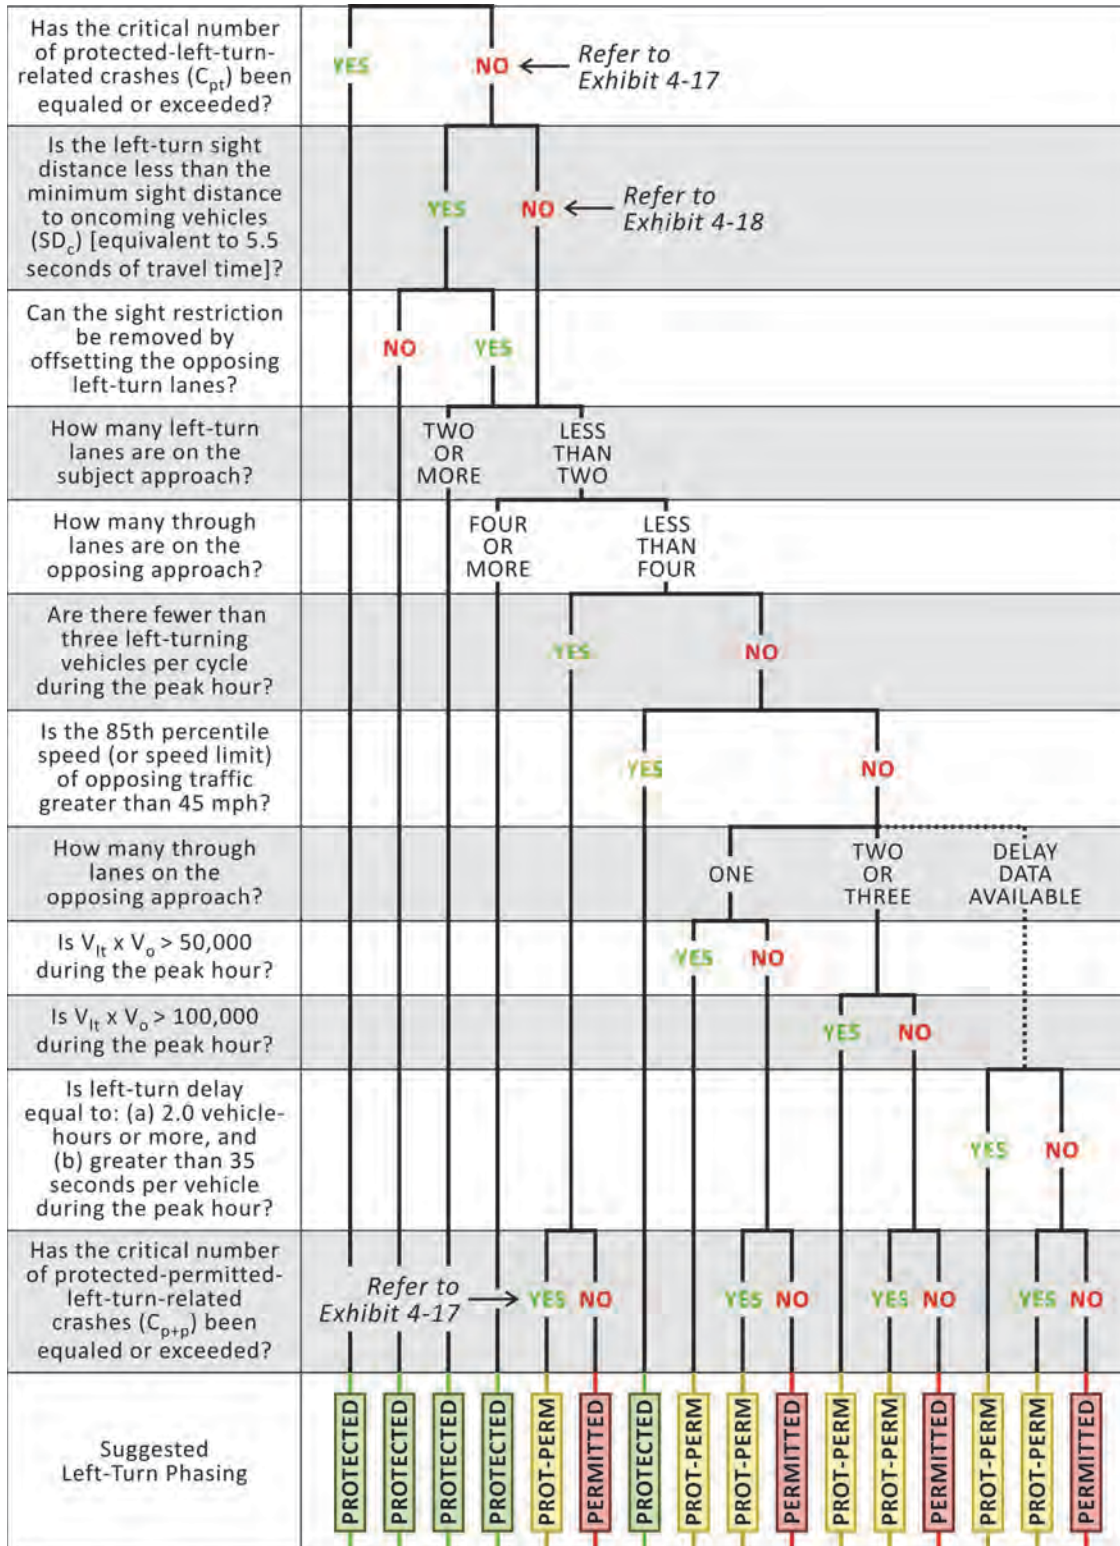 Has the critical number
of protected-left-turn-
related crashes (Cpt) been
equaled or exceeded?
YES
NO
Refer to
Exhibit 4-17
Is the left-turn sight
distance less than the
minimum sight distance
to oncoming vehicles
(SDc) [equivalent to 5.5
seconds of travel time]?
YES
NO
Refer to
Exhibit 4-18
Can the sight restriction
be removed by
offsetting the opposing
left-turn lanes?
NO
YES
How many left-turn
lanes are on the
subject approach?
TWO
OR
MORE
LESS
THAN
TWO
How many through
lanes are on the
opposing approach?
FOUR
OR
MORE
LESS
THAN
FOUR
Are there fewer than
three left-turning
vehicles per cycle
during the peak hour?
YES
NO
Is the 85th percentile
speed (or speed limit)
of opposing traffic
greater than 45 mph?
YES
NO
How many through
lanes on the
opposing approach?
ONE
TWO
OR
THREE
DELAY
DATA
AVAILABLE
Is Vlt x Vo > 50,000
during the peak hour?
YES
NO
Is Vlt x Vo > 100,000
during the peak hour?
YES
NO
Is left-turn delay
equal to: (a) 2.0 vehicle-
hours or more, and
(b) greater than 35
seconds per vehicle
during the peak hour?
YES
NO
Has the critical number
of protected-permitted-
left-turn-related
crashes (Cp+p) been
equaled or exceeded?
Refer to
Exhibit 4-17
YES NO
YES NO
YES NO
YES NO
Suggested
Left-Turn Phasing
PROTECTED
PROTECTED
PROTECTED
PROTECTED
PROT-PERM
PERMITTED
PROTECTED
PROT-PERM
PROT-PERM
PERMITTED
PROT-PERM
PROT-PERM
PERMITTED
PROT-PERM
PROT-PERM
PERMITTED